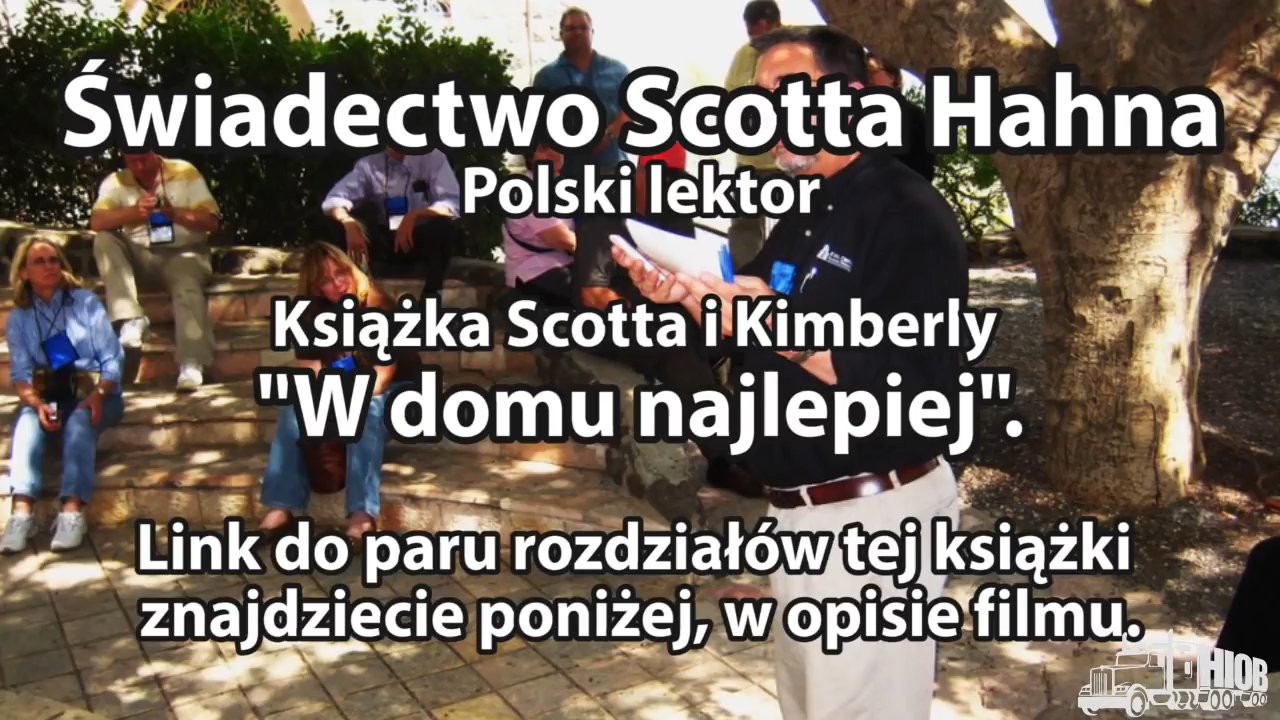 Świadectwo Scotta Hahna
Polski lektor
Książka Scotta i Kimberly
"W domu najlepiej".
Link do paru rozdziałów tej książki
znajdziecie poniżej, w opisie filmu.
HIOB